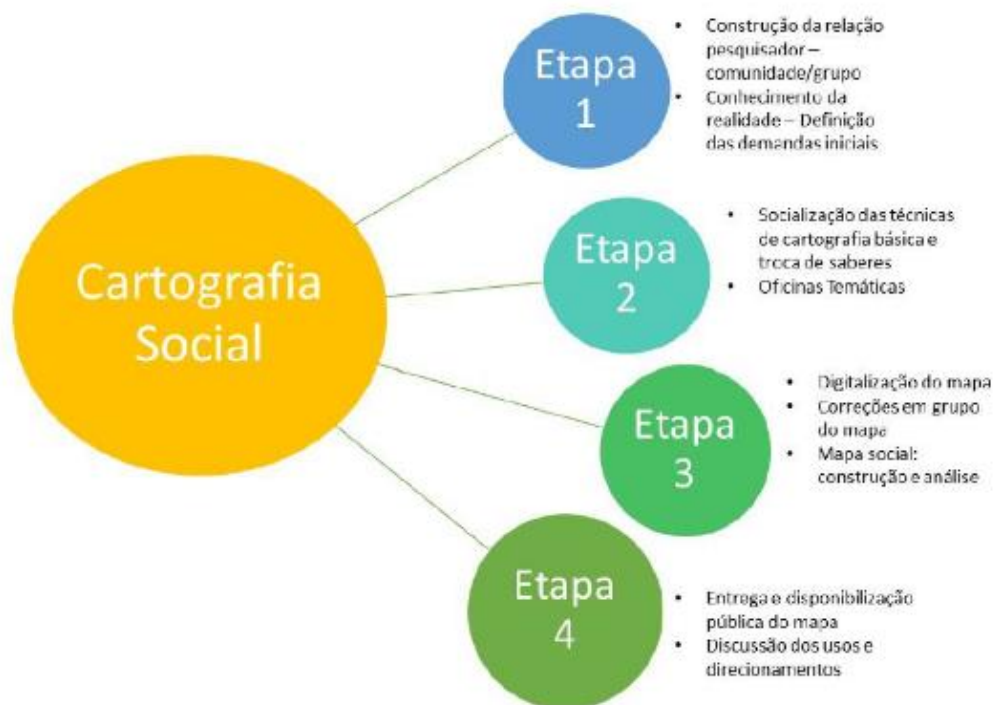 Cartografia
Social
Etapa
1
• Construção da relação
pesquisador –
comunidade/grupo
• Conhecimento da
realidade – Definição
das demandas iniciais
Etapa
2
• Socialização das técnicas
de cartografia básica e
troca de saberes
• Oficinas Temáticas
Etapa
3
• Digitalização do mapa
• Correções em grupo
do mapa
• Mapa social:
construção e análise
Etapa
4
• Entrega e disponibilização
pública do mapa
• Discussão dos usos e
direcionamentos